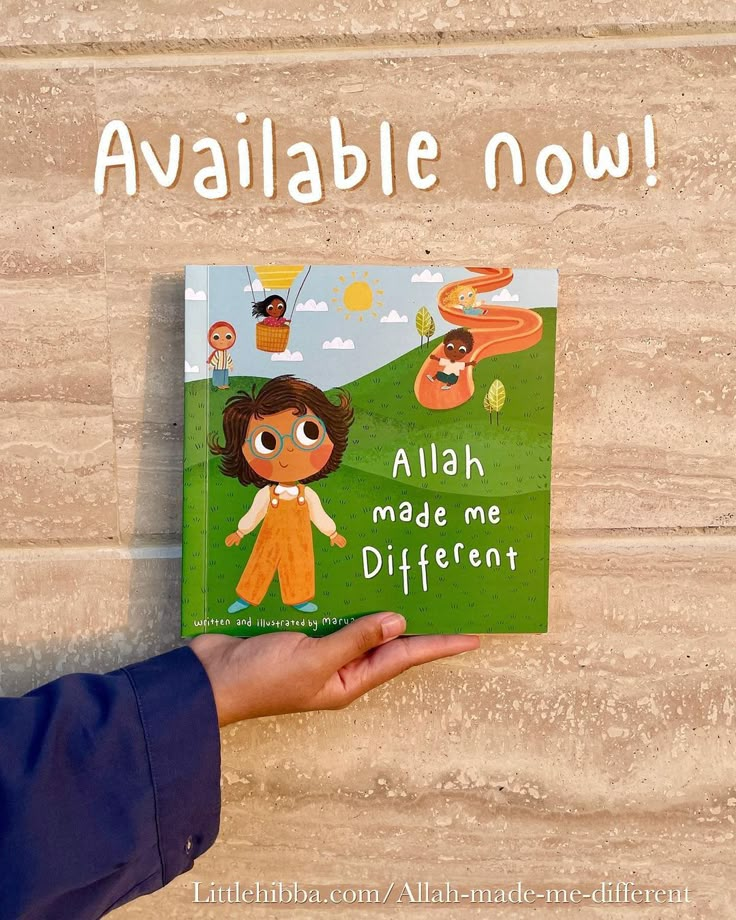 Available now!
Allah
made me
Different
written and illustrated by
Littlehibba.com/Allah-made-me-different